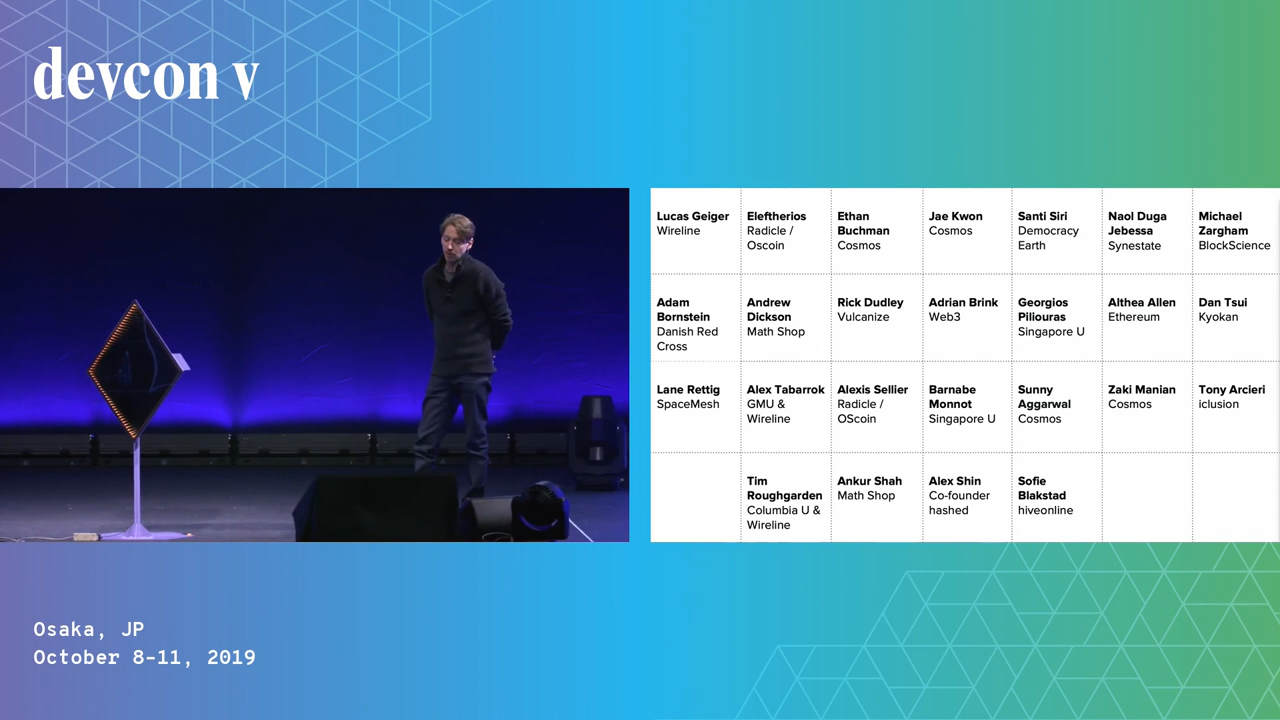 devcon v
Lucas Geiger
Wireline
Eleftherios
Radicle /
Oscoin
Ethan
Buchman
Cosmos
Jae Kwon
Cosmos
Santi Siri
Democracy
Earth
Naol Duga
Jebessa
Synestate
Michael
Zargham
BlockScience
Adam
Bornstein
Danish Red
Cross
Andrew
Dickson
Math Shop
Rick Dudley
Vulcanize
Adrian Brink
Web3
Georgios
Piliouras
Singapore U
Althea Allen
Ethereum
Dan Tsui
Kyokan
Lane Rettig
SpaceMesh
Alex Tabarrok
GMU &
Wireline
Alexis Sellier
Radicle /
OScoin
Barnabe
Monnot
Singapore U
Sunny
Aggarwal
Cosmos
Zaki Manian
Cosmos
Tony Arcieri
iclusion
Tim
Roughgarden
Columbia U &
Wireline
Ankur Shah
Math Shop
Alex Shin
Co-founder
hashed
Sofie
Blakstad
hiveonline
Osaka, JP
October 8-11, 2019